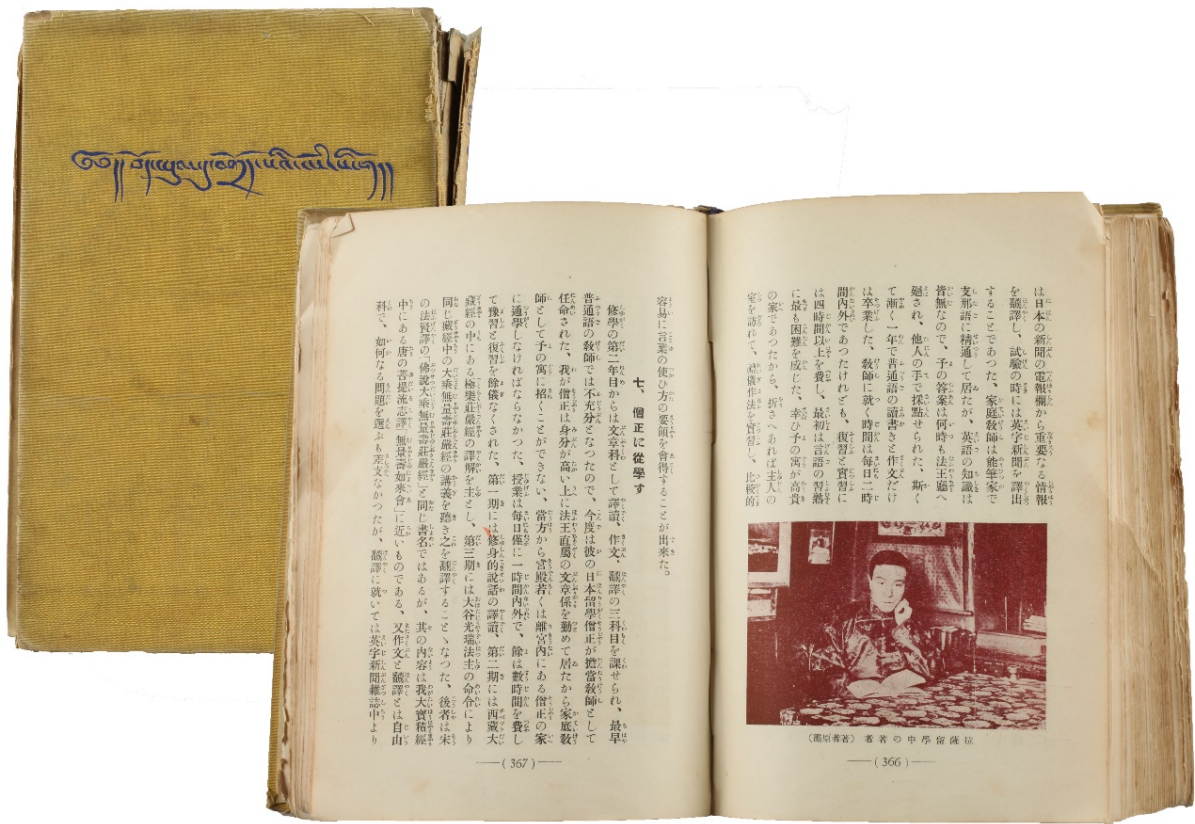 は日本の新聞の電報欄から重要なる情報
を飜譯し、試驗の時には英字新聞を譯出
することであつた、家庭敎師は能筆家で
支那語に精通して居たが、英語の知識は
皆無なので、予の答案は何時も法王廳へ
廻され、他人の手で採點せられた、斯く
て漸く一年で普通語の讀書きと作文だけ
は卒業した、敎師に就く時間は每日二時
間內外であつたけれども、復習と實習に
は四時間以上を費し、最初は言語の習熟
に最も困難を感じた、幸ひ予の寓が高貴
の家であつたから、折さへあれば主人の
室を訪れて、禮儀作法を實習し、比較的
拉薩留學中の著者(著者原籠)
(366)
容易に言葉の使ひ方の要領を會得することが出來た。
七、僧正に從學す
修學の第二年目からは文章科として譯讀、作文、飜譯の三科目を課せられ、最早
普通語の敎師では不充分となつたので、今度は彼の日本留學僧正が擔當敎師として
任命された、我が僧正は身分が高い上に法王直屬の文章係を勤めて居たから家庭敎
師として予の寓に招くことができない、當方から宮殿若くは離宮內にある僧正の家
に通學しなければならなかつた、授業は每日僅に一時間內外で、餘は數時間を費し
て豫習と復習を餘儀なくされた、第一期には修身的說話の譯讀、第二期には西藏大
藏經の中にある極樂莊嚴經の譯解を主とし、第三期には大谷光瑞法主の命令により
同じ藏經中の大乘無量壽莊嚴經の講義を聽き之を飜譯することゝなつた、後者は宋
の法賢譯の「佛說大乘無量壽莊嚴經」と同じ書名ではあるが、其の內容は我大寶積經
中にある唐の菩提流志譯「無量壽如來會」に近いものである、又作文と飜譯とは自由
科で、如何なる問題を選ぶも差支なかつたが、飜譯に就いては英字新聞雜誌中より
(367)